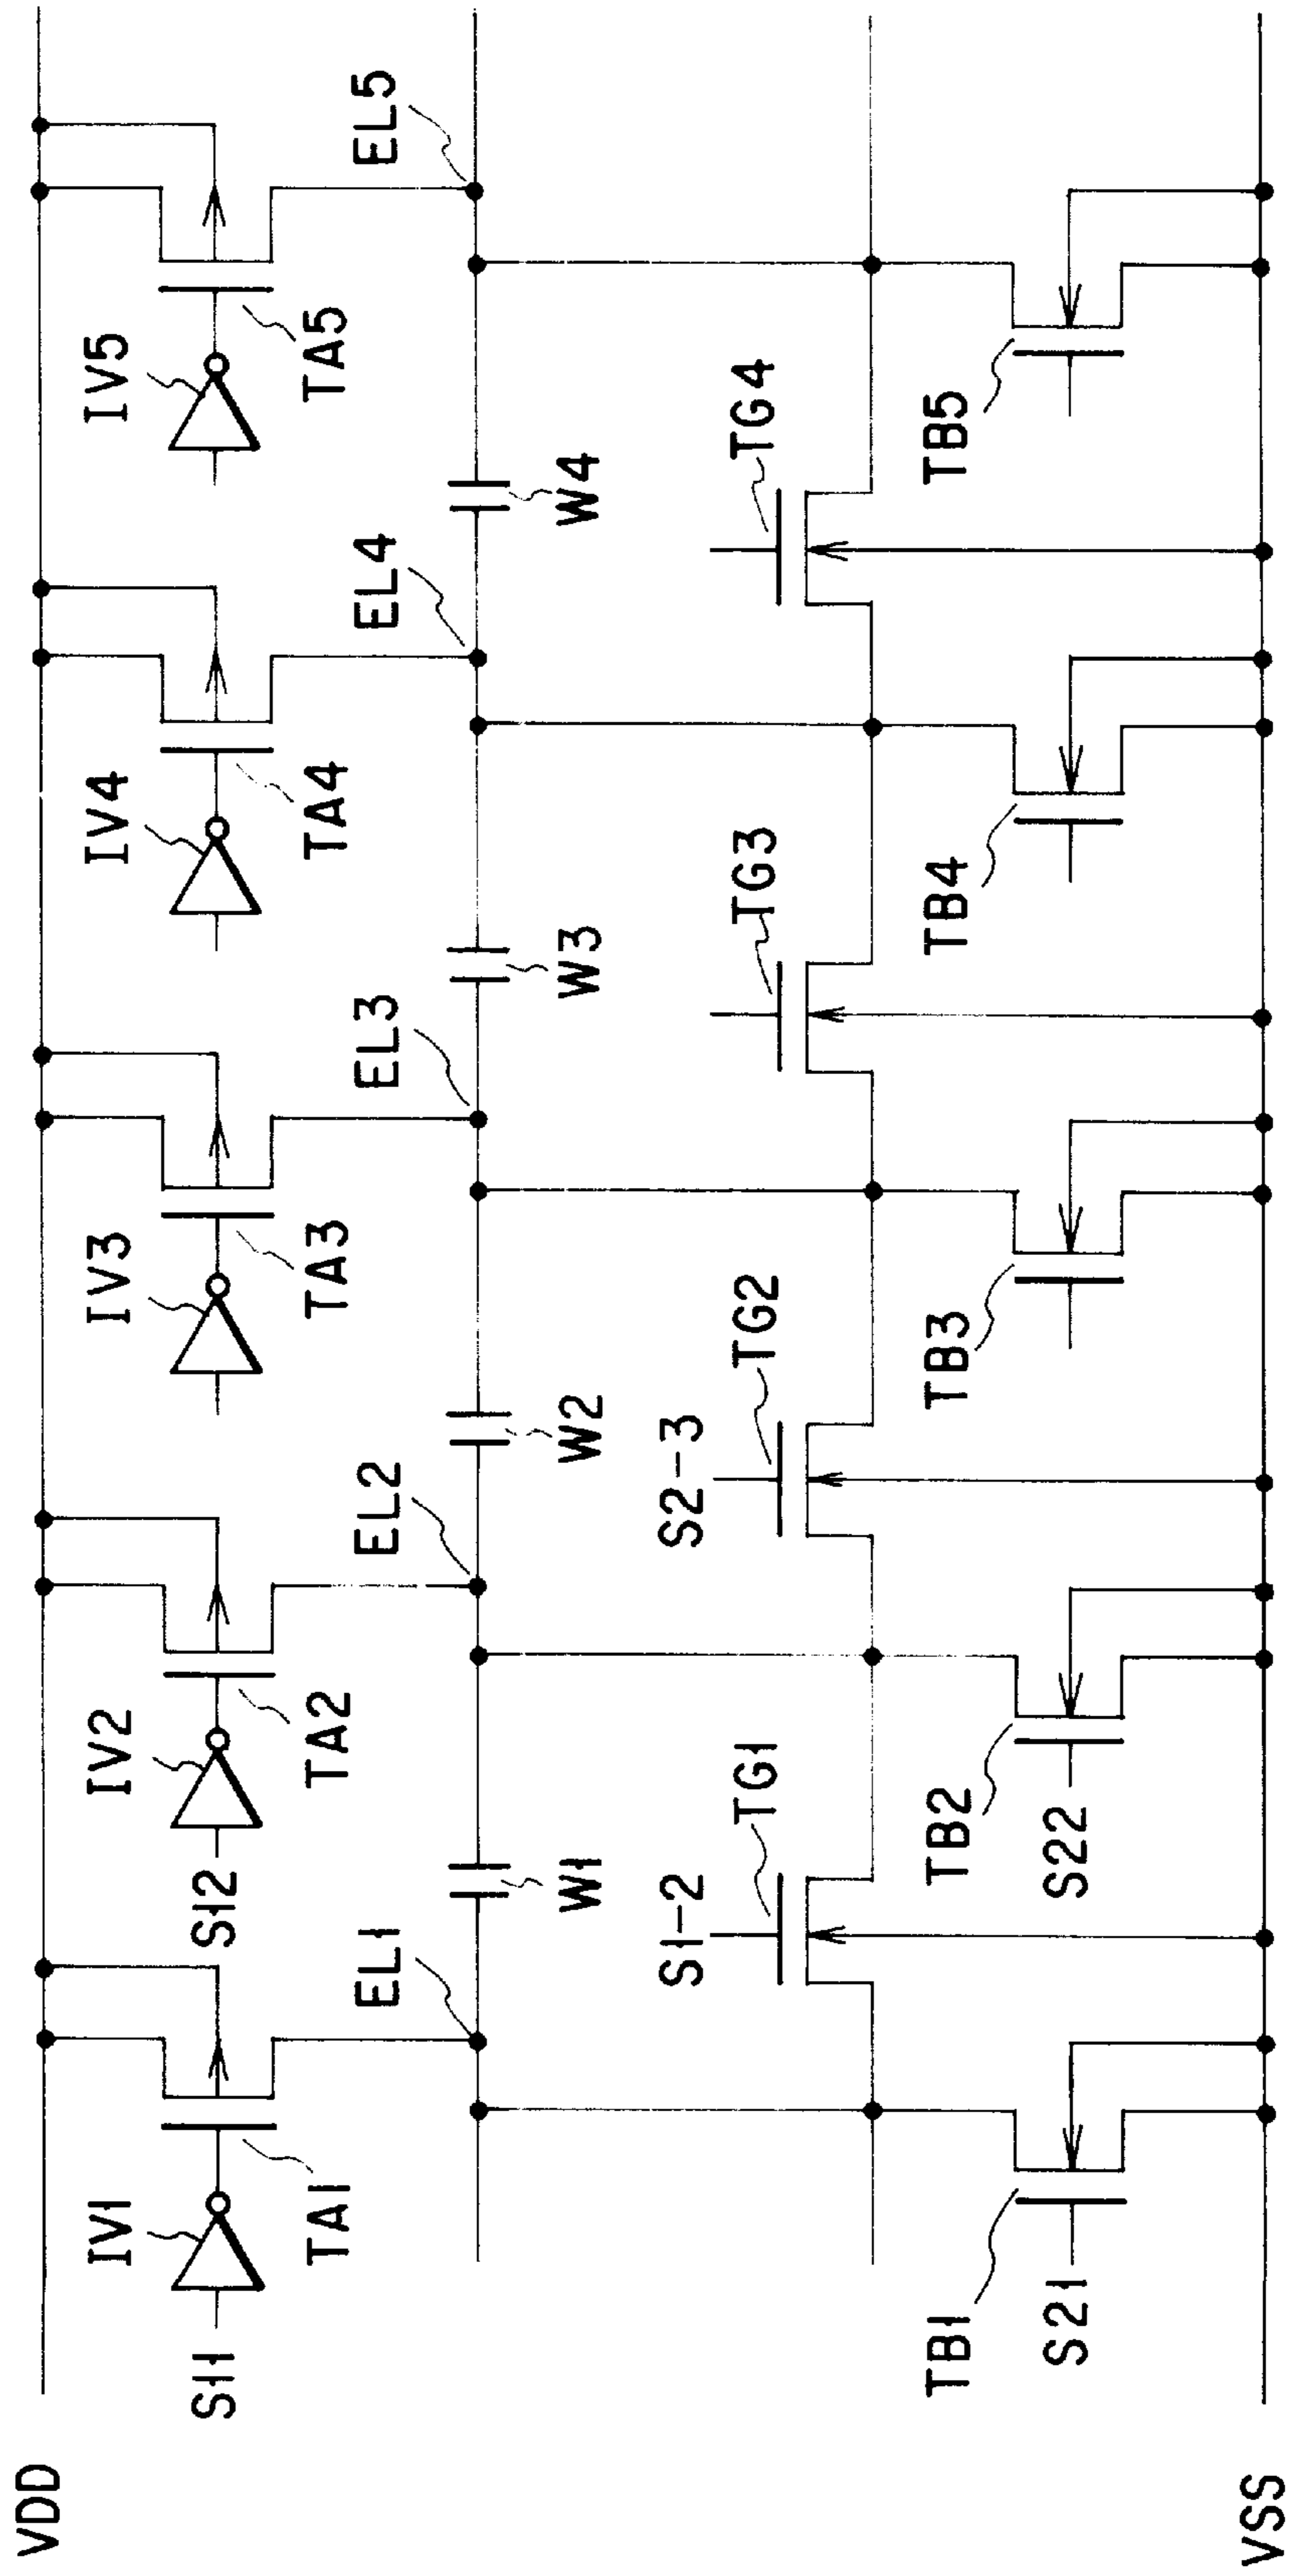 VDD
S11
IV1
TA1
S12
IV2
TA2
IV3
TA3
IV4
TA4
IV5
TA5
EL1
EL2
EL3
EL4
EL5
W1
W2
W3
W4
S1-2
TG1
S2-3
TG2
TG3
TG4
TB1
S21
TB2
S22
TB3
TB4
TB5
VSS